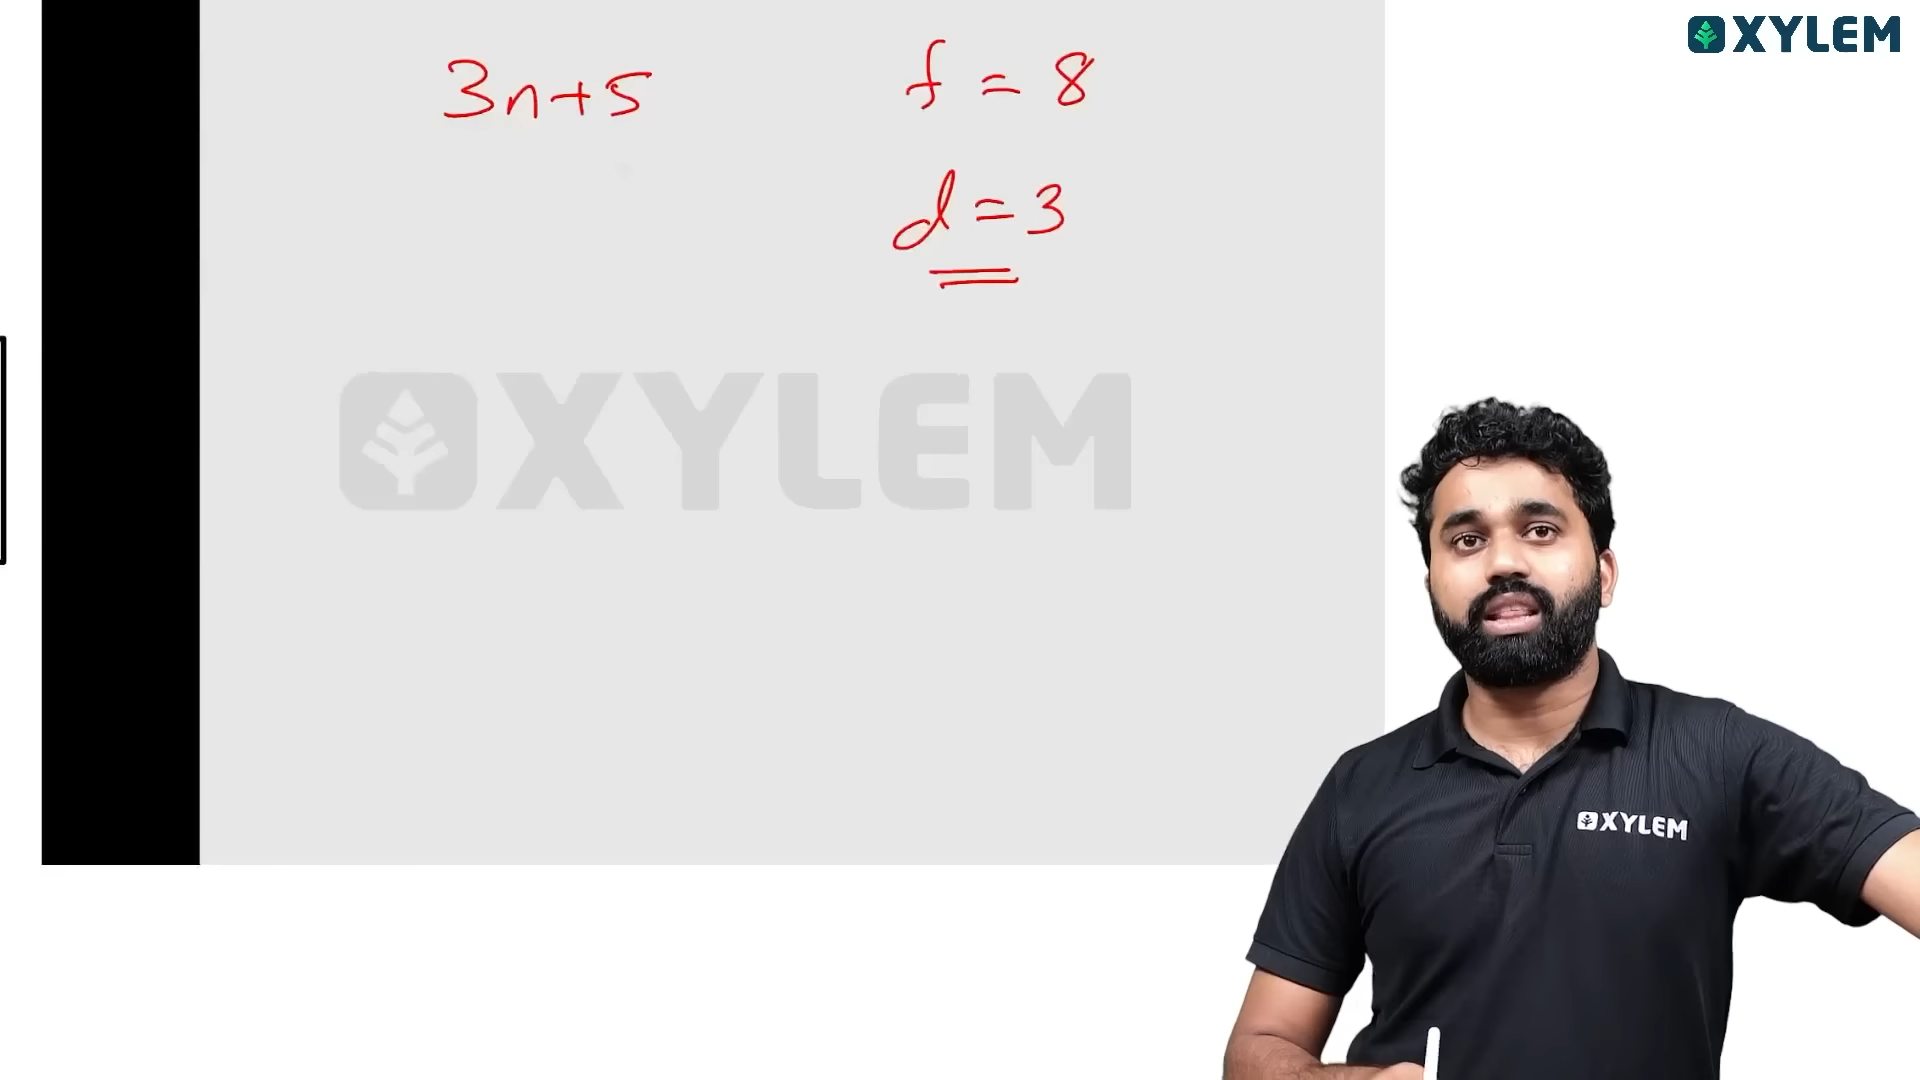 XYLEM
3n+5
f = 8
d = 3
XYLEM
XYLEM